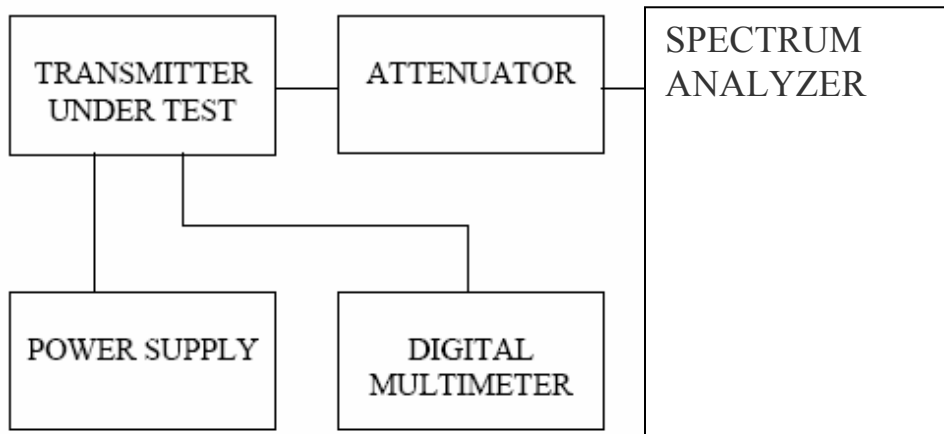 TRANSMITTER
UNDER TEST
ATTENUATOR
SPECTRUM
ANALYZER
POWER SUPPLY
DIGITAL
MULTIMETER